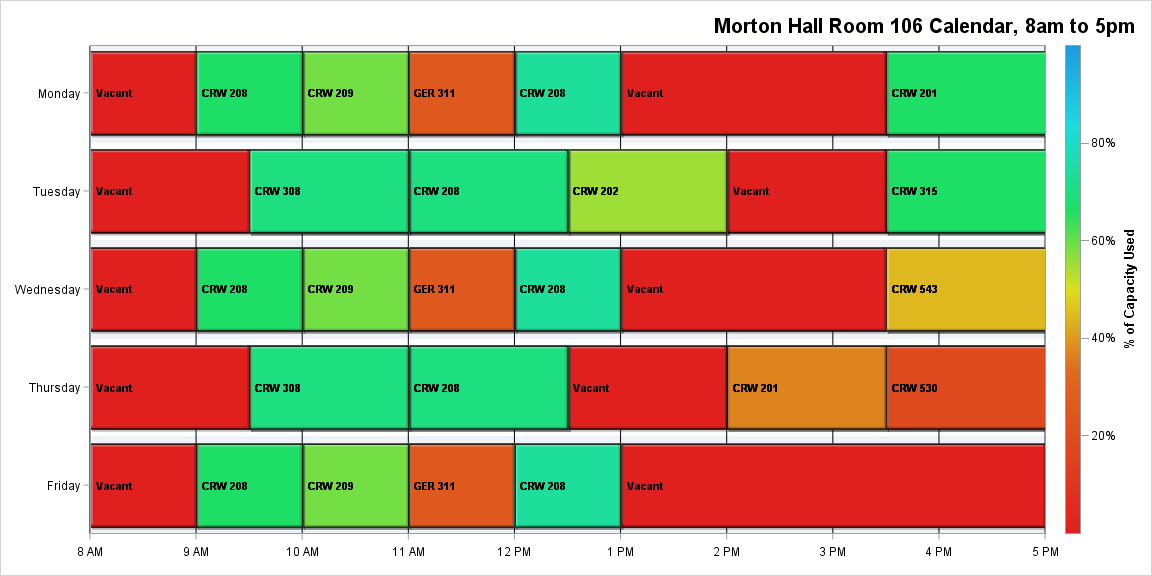 Morton Hall Room 106 Calendar, 8am to 5pm
Monday
Vacant
CRW 208
CRW 209
GER 311
CRW 208
Vacant
CRW 201
Tuesday
Vacant
CRW 308
CRW 208
CRW 202
Vacant
CRW 315
Wednesday
Vacant
CRW 208
CRW 209
GER 311
CRW 208
Vacant
CRW 543
Thursday
Vacant
CRW 308
CRW 208
Vacant
CRW 201
CRW 530
Friday
Vacant
CRW 208
CRW 209
GER 311
CRW 208
Vacant
8 AM
9 AM
10 AM
11 AM
12 PM
1 PM
2 PM
3 PM
4 PM
5 PM
80%
60%
40%
20%
% of Capacity Used